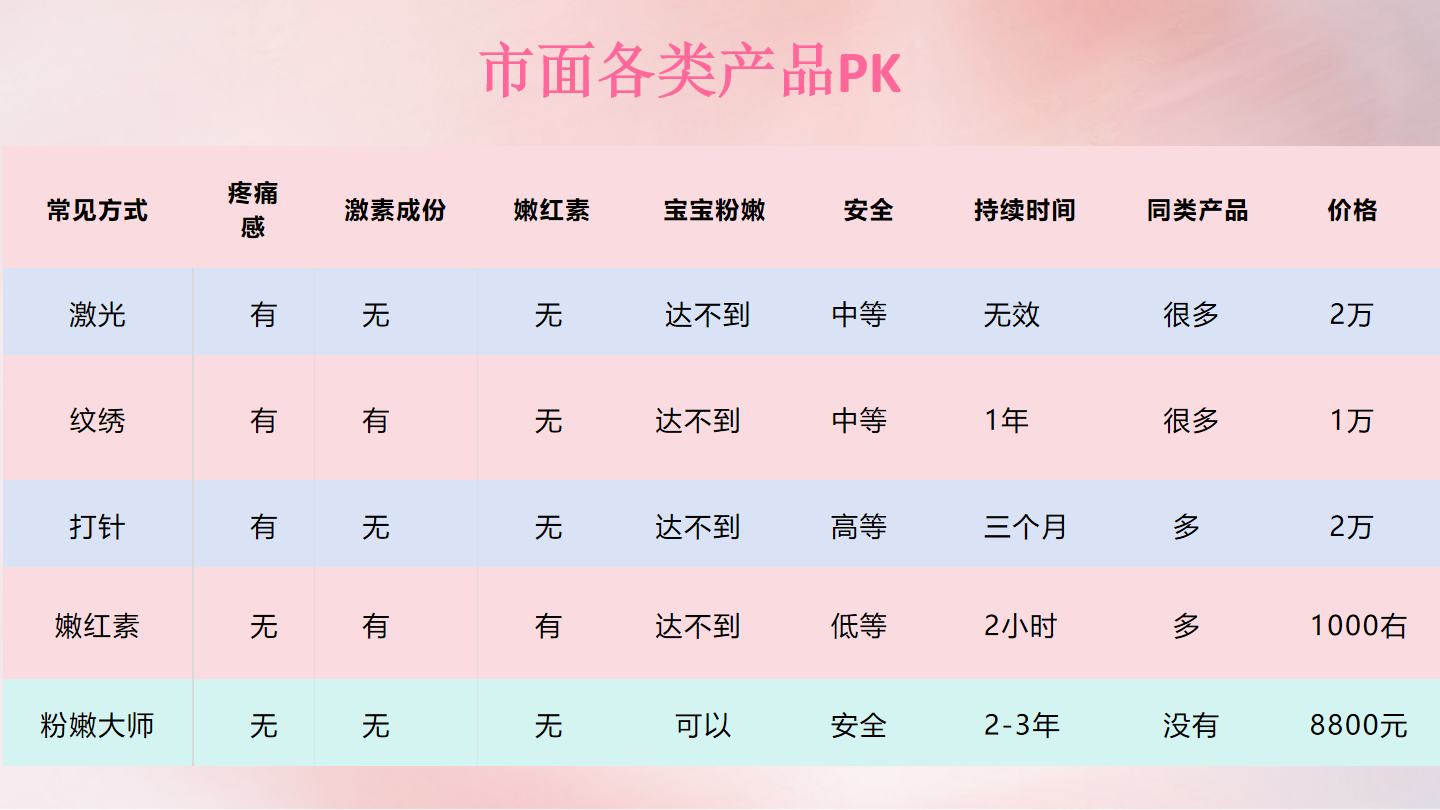 市面各类产品PK
常见方式 疼痛感 激素成份 嫩红素 宝宝粉嫩 安全 持续时间 同类产品 价格
激光 有 无 无 达不到 中等 无效 很多 2万
纹绣 有 有 无 达不到 中等 1年 很多 1万
打针 有 无 无 达不到 高等 三个月 多 2万
嫩红素 无 有 有 达不到 低等 2小时 多 1000右
粉嫩大师 无 无 无 可以 安全 2-3年 没有 8800元